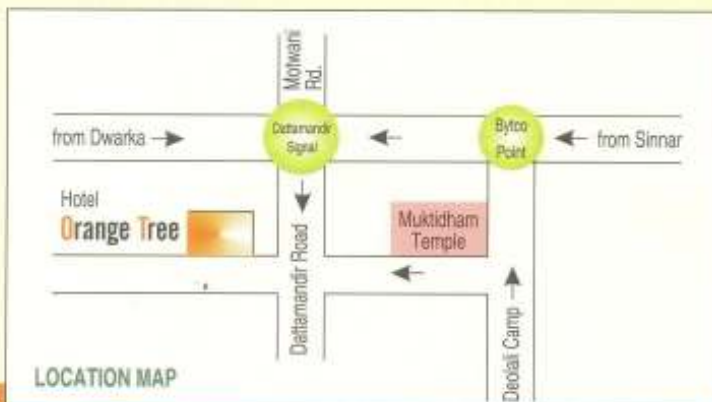 Motwani
Rd.
from Dwarka
Dattamandir
Signal
Bytco
Point
from Sinnar
Hotel
Orange Tree
Muktidham
Temple
Dattamandir Road
Deolali Camp
LOCATION MAP